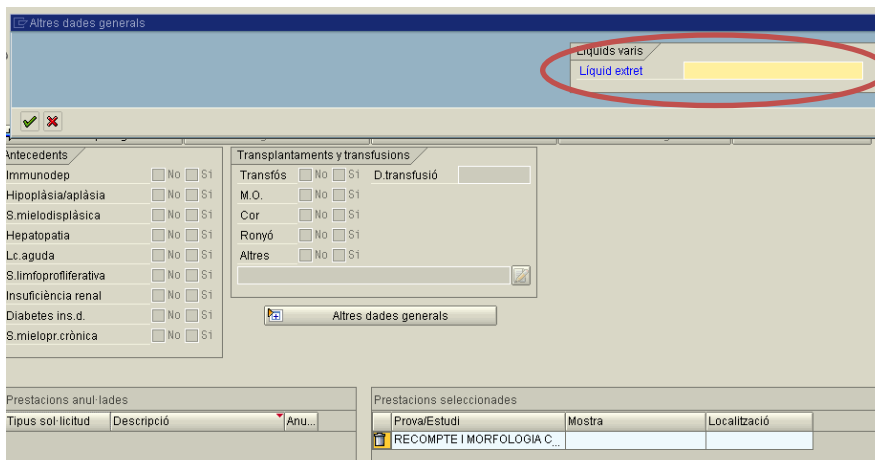 Altres dades generals
Líquids varis
Líquid extret
Antecedents
Immunodep No Sí
Hipoplàsia/aplàsia No Sí
S.mielodisplàsica No Sí
Hepatopatia No Sí
Lc.aguda No Sí
S.limfoprofliferativa No Sí
Insuficiència renal No Sí
Diabetes ins.d. No Sí
S.mielopr.crònica No Sí
Transplantaments y transfusions
Transfós No Sí D.transfusió
M.O. No Sí
Cor No Sí
Ronyó No Sí
Altres No Sí
Altres dades generals
Prestacions anul·lades
Tipus sol·licitud Descripció Anu...
Prestacions seleccionades
Prova/Estudi Mostra Localització
RECOMPTE I MORFOLOGIA C...